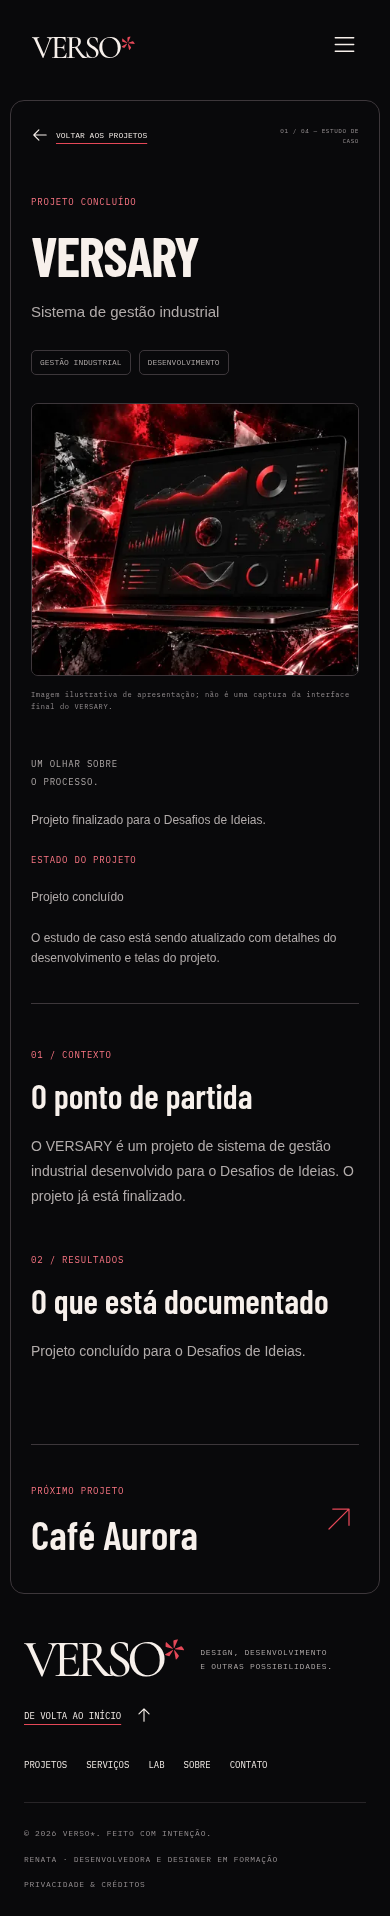 VERSO*
VOLTAR AOS PROJETOS
01 / 04 — ESTUDO DE
CASO
PROJETO CONCLUÍDO
VERSARY
Sistema de gestão industrial
GESTÃO INDUSTRIAL
DESENVOLVIMENTO
Imagem ilustrativa de apresentação; não é uma captura da interface
final do VERSARY.
UM OLHAR SOBRE
O PROCESSO.
Projeto finalizado para o Desafios de Ideias.
ESTADO DO PROJETO
Projeto concluído
O estudo de caso está sendo atualizado com detalhes do
desenvolvimento e telas do projeto.
01 / CONTEXTO
O ponto de partida
O VERSARY é um projeto de sistema de gestão
industrial desenvolvido para o Desafios de Ideias. O
projeto já está finalizado.
02 / RESULTADOS
O que está documentado
Projeto concluído para o Desafios de Ideias.
PRÓXIMO PROJETO
Café Aurora
VERSO*
DESIGN, DESENVOLVIMENTO
E OUTRAS POSSIBILIDADES.
DE VOLTA AO INÍCIO
PROJETOS SERVIÇOS LAB SOBRE CONTATO
© 2026 VERSO*. FEITO COM INTENÇÃO.
RENATA · DESENVOLVEDORA E DESIGNER EM FORMAÇÃO
PRIVACIDADE & CRÉDITOS